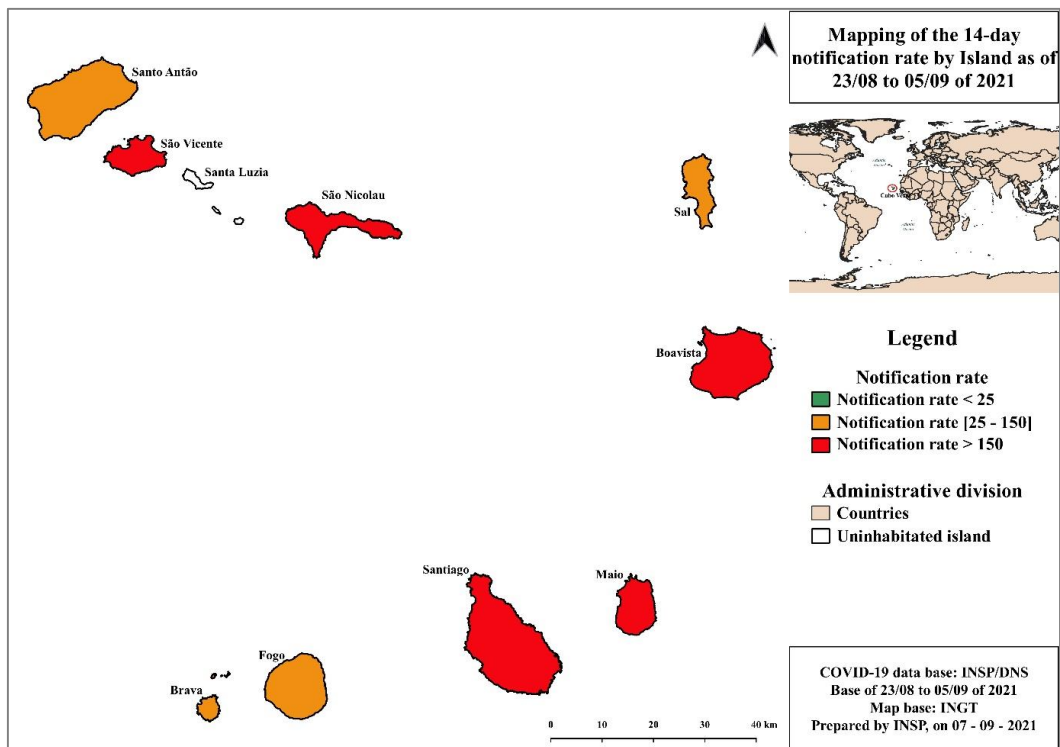 Mapping of the 14-day
notification rate by Island as of
23/08 to 05/09 of 2021
Santo Antão
São Vicente
Santa Luzia
São Nicolau
Sal
Boavista
Santiago
Maio
Fogo
Brava
Legend
Notification rate
Notification rate < 25
Notification rate [25 - 150]
Notification rate > 150
Administrative division
Countries
Uninhabitated island
0 10 20 30 40 km
COVID-19 data base: INSP/DNS
Base of 23/08 to 05/09 of 2021
Map base: INGT
Prepared by INSP, on 07 - 09 - 2021